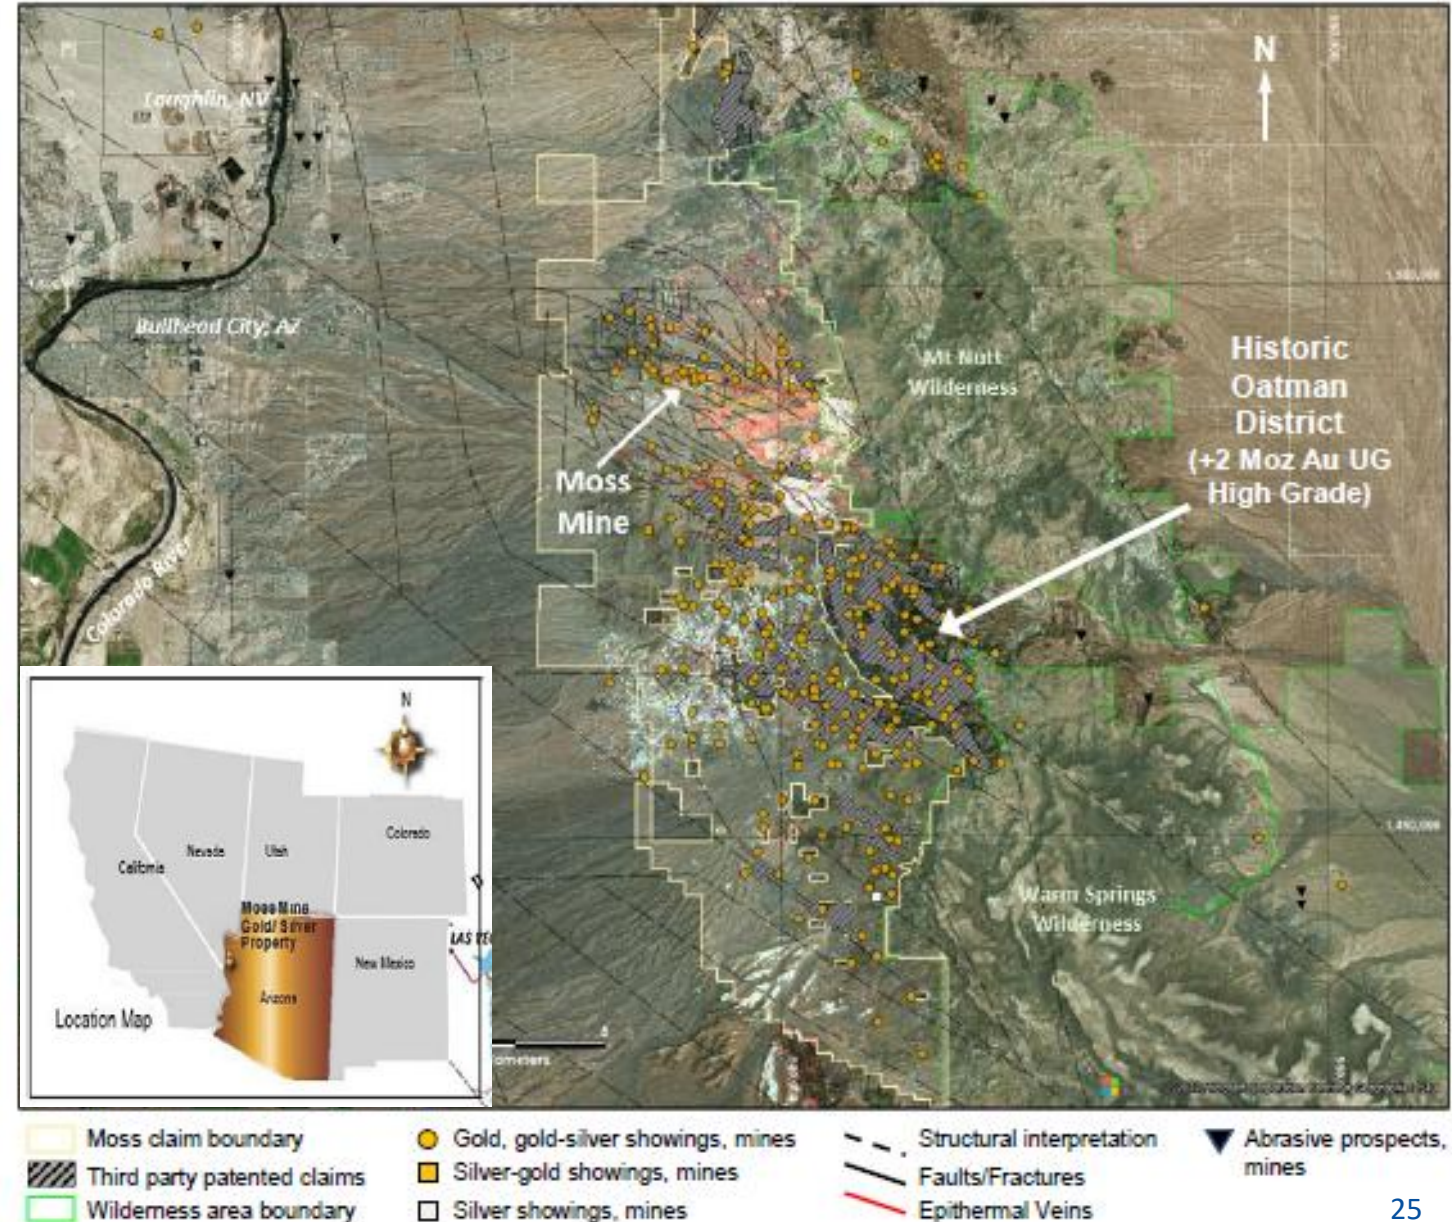 N
Laughlin, NV
Bullhead City, AZ
Mt Nutt
Wilderness
Historic
Oatman
District
(+2 Moz Au UG
High Grade)
Moss
Mine
Colorado River
Warm Springs
Wilderness
N
Colorado
Nevada
Utah
California
Moss Mine
Gold/ Silver
Property
New Mexico
Arizona
Location Map
Moss claim boundary
Third party patented claims
Wilderness area boundary
Gold, gold-silver showings, mines
Silver-gold showings, mines
Silver showings, mines
Structural interpretation
Faults/Fractures
Epithermal Veins
Abrasive prospects,
mines
25